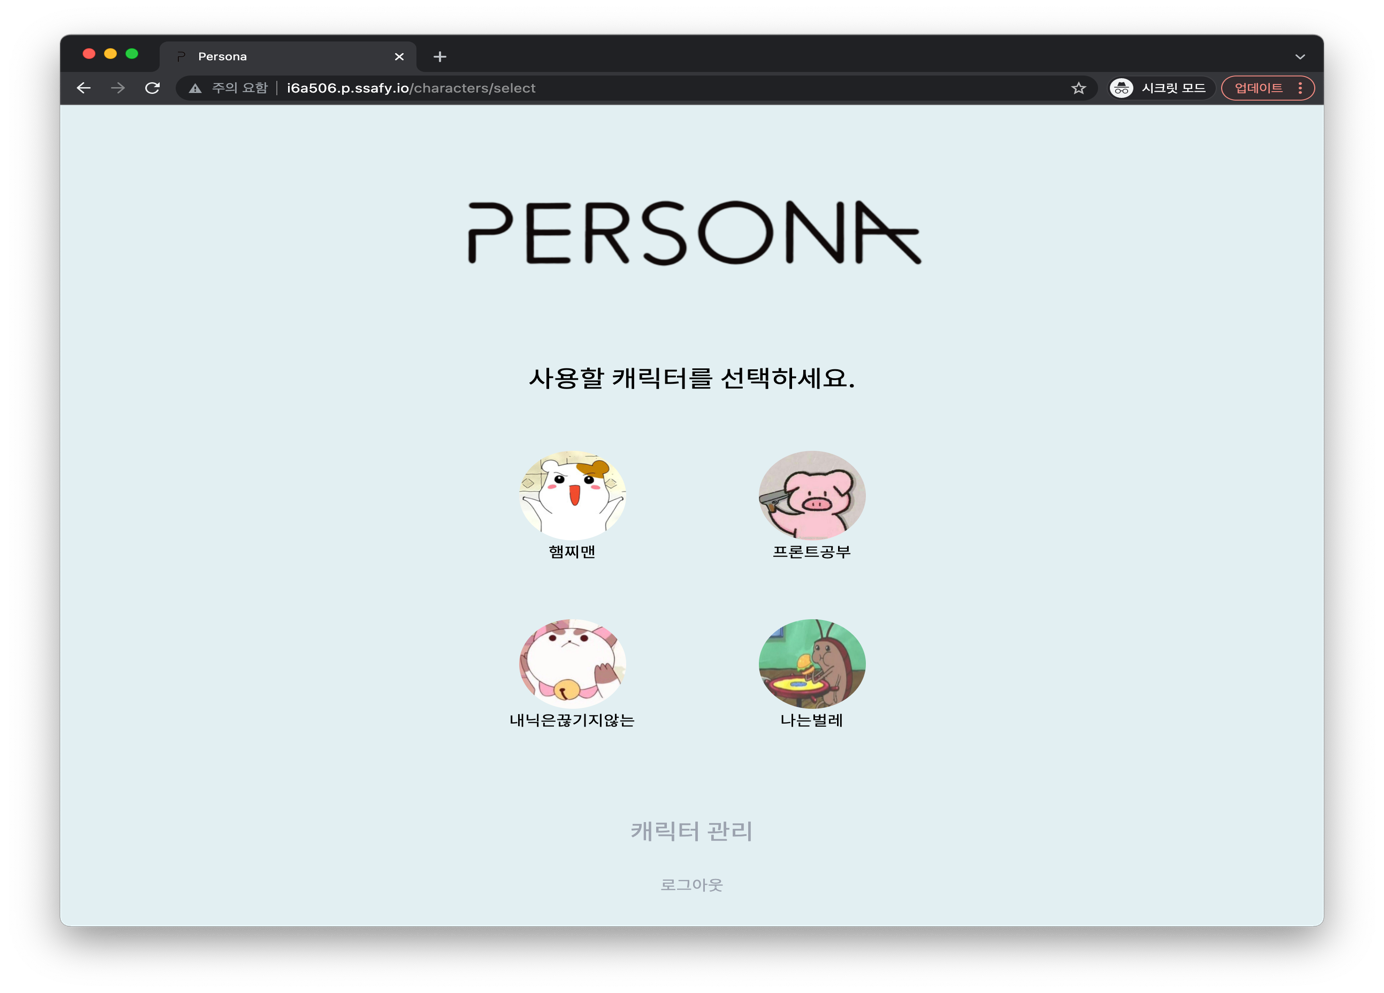 Persona
주의 요함 i6a506.p.ssafy.io/characters/select 시크릿 모드 업데이트
PERSONA
사용할 캐릭터를 선택하세요.
햄찌맨 프론트공부
내닉은끊기지않는 나는벌레
캐릭터 관리
로그아웃